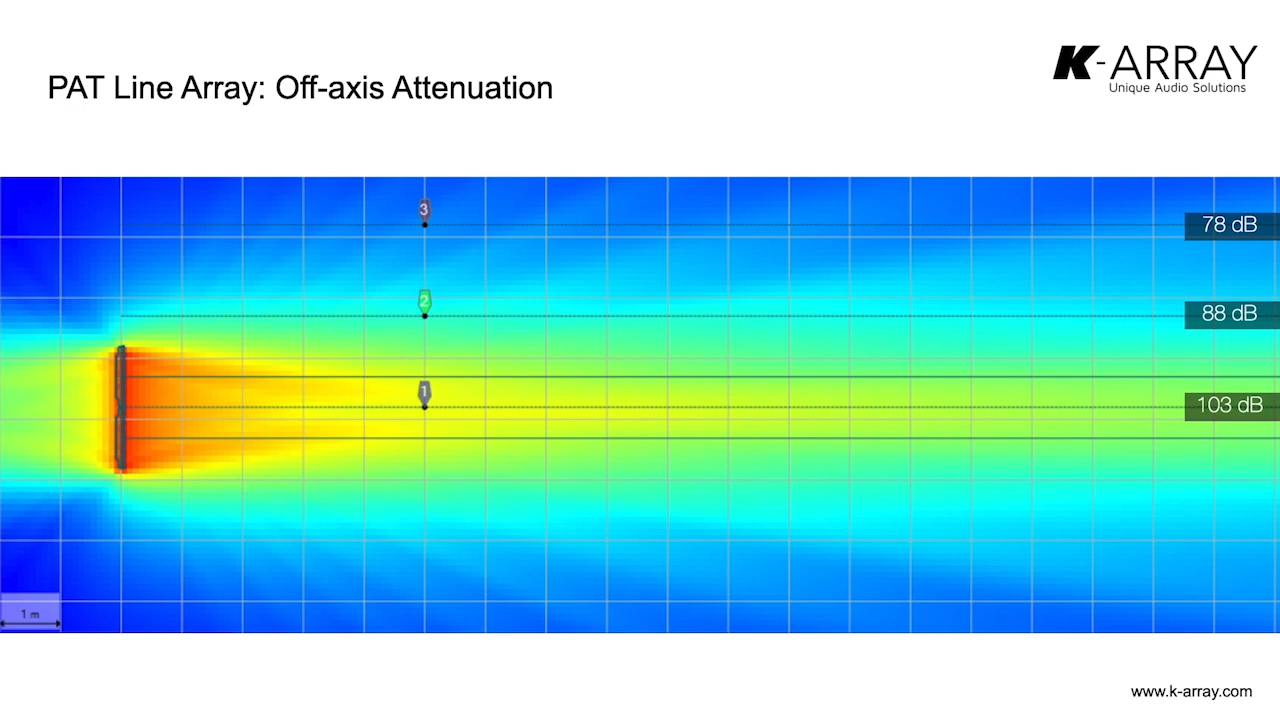 PAT Line Array: Off-axis Attenuation
K-ARRAY
Unique Audio Solutions
3
78 dB
2
88 dB
1
103 dB
1 m
www.k-array.com